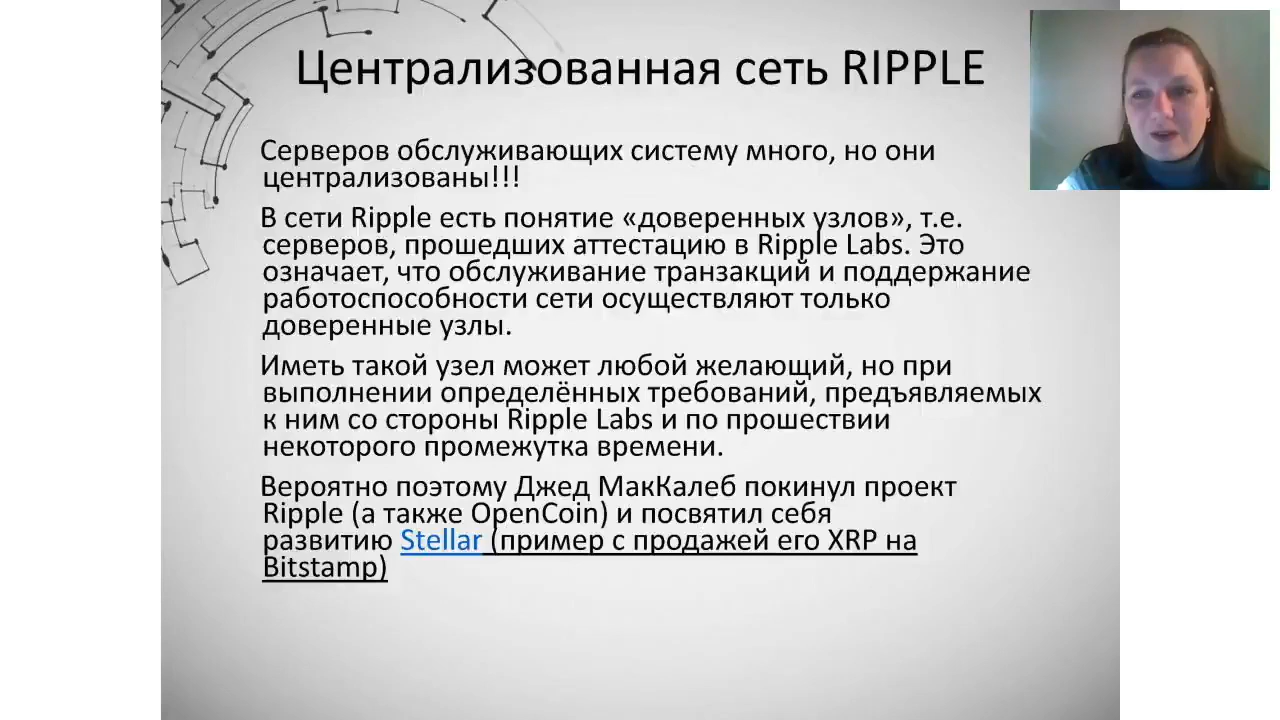 Централизованная сеть RIPPLE
Серверов обслуживающих систему много, но они
централизованы!!!
В сети Ripple есть понятие «доверенных узлов», т.е.
серверов, прошедших аттестацию в Ripple Labs. Это
означает, что обслуживание транзакций и поддержание
работоспособности сети осуществляют только
доверенные узлы.
Иметь такой узел может любой желающий, но при
выполнении определённых требований, предъявляемых
к ним со стороны Ripple Labs и по прошествии
некоторого промежутка времени.
Вероятно поэтому Джед МакКалеб покинул проект
Ripple (а также OpenCoin) и посвятил себя
развитию Stellar (пример с продажей его XRP на
Bitstamp)